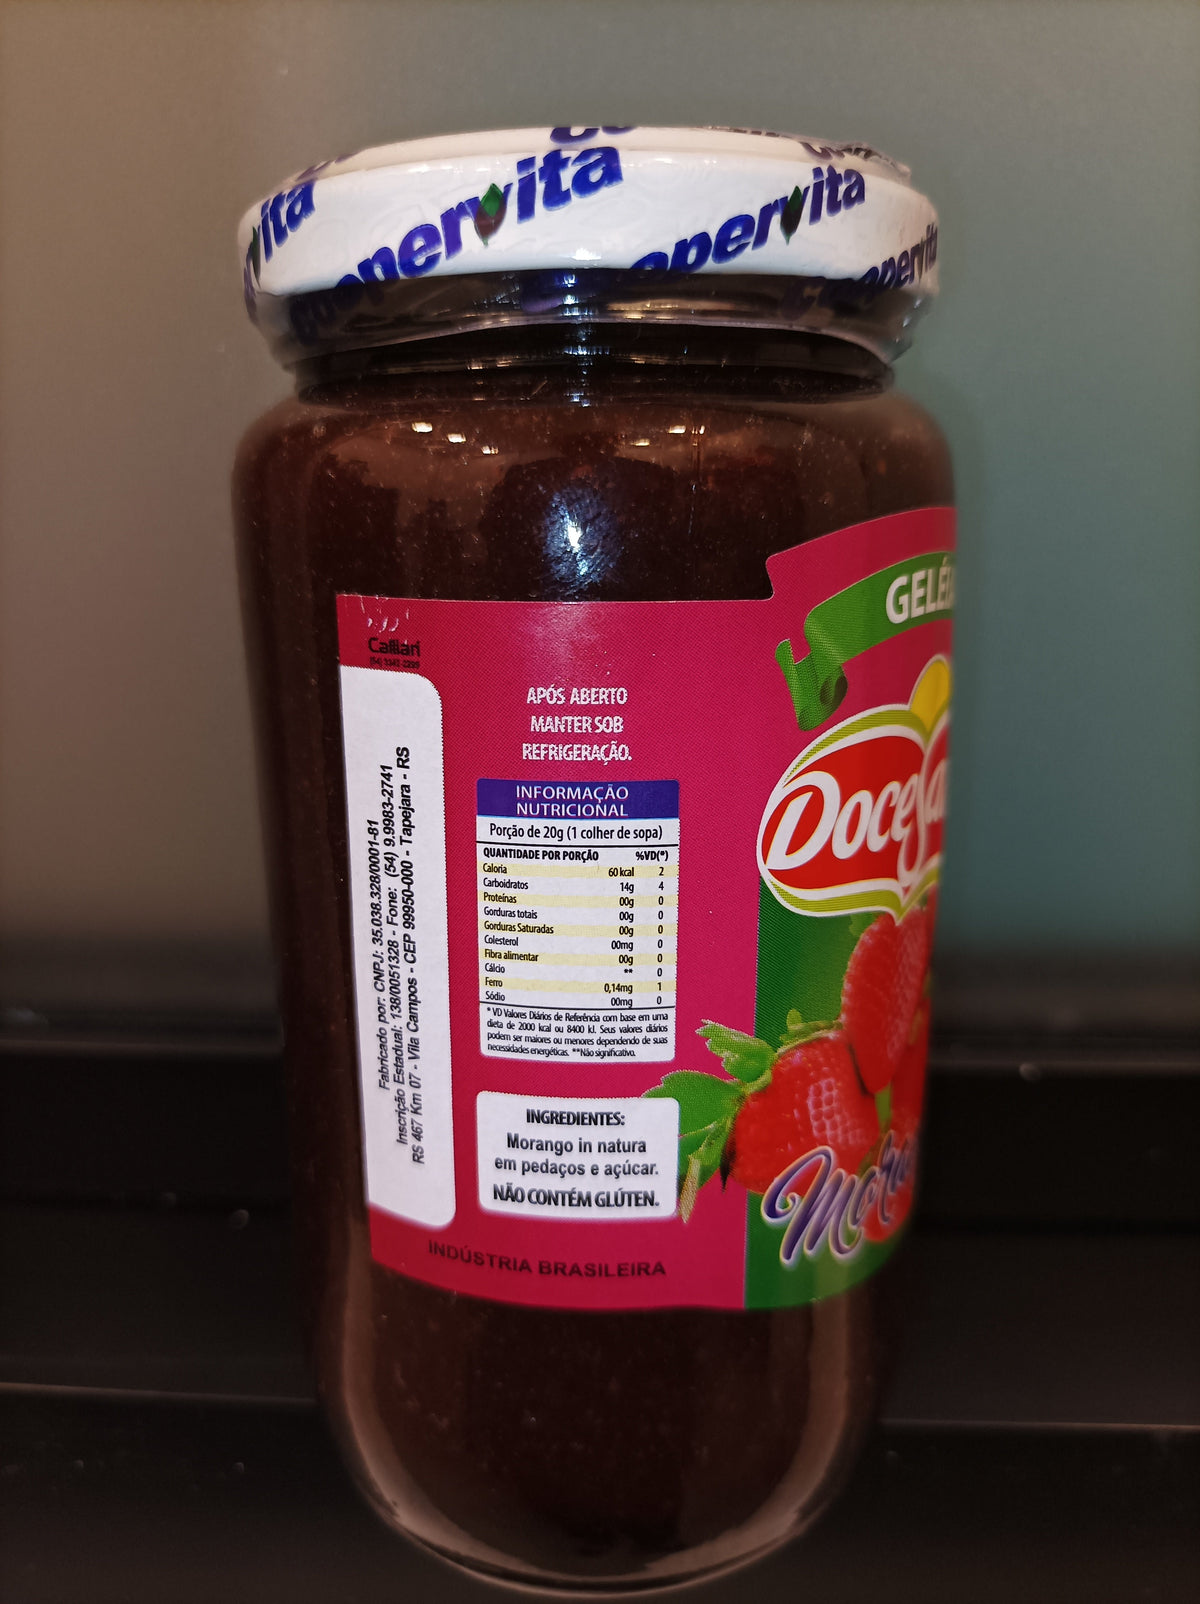 coopervita
coopervita
coopervita
GELÉ
Doce
Calliari
APÓS ABERTO
MANTER SOB
REFRIGERAÇÃO.
INFORMAÇÃO
NUTRICIONAL
Porção de 20g (1 colher de sopa)
QUANTIDADE POR PORÇÃO %VD(*)
Caloria 60 kcal 2
Carboidratos 14g 4
Proteínas 00g 0
Gorduras totais 00g 0
Gorduras Saturadas 00g 0
Colesterol 00mg 0
Fibra alimentar 00g 0
Cálcio ** 0
Ferro 0,14mg 1
Sódio 00mg 0
* VD Valores Diários de Referência com base em uma
dieta de 2000 kcal ou 8400 kl. Seus valores diários
podem ser maiores ou menores dependendo de suas
necessidades energéticas. **Não significativo.
INGREDIENTES:
Morango in natura
em pedaços e açúcar.
NÃO CONTÉM GLÚTEN.
INDÚSTRIA BRASILEIRA
Fabricado por: CNPJ: 35.038.328/0001-81
Inscrição Estadual: 138/0051328 - Fone: (54) 9.9983-2741
RS 467 Km 07 - Vila Campos - CEP 99950-000 - Tapejara - RS